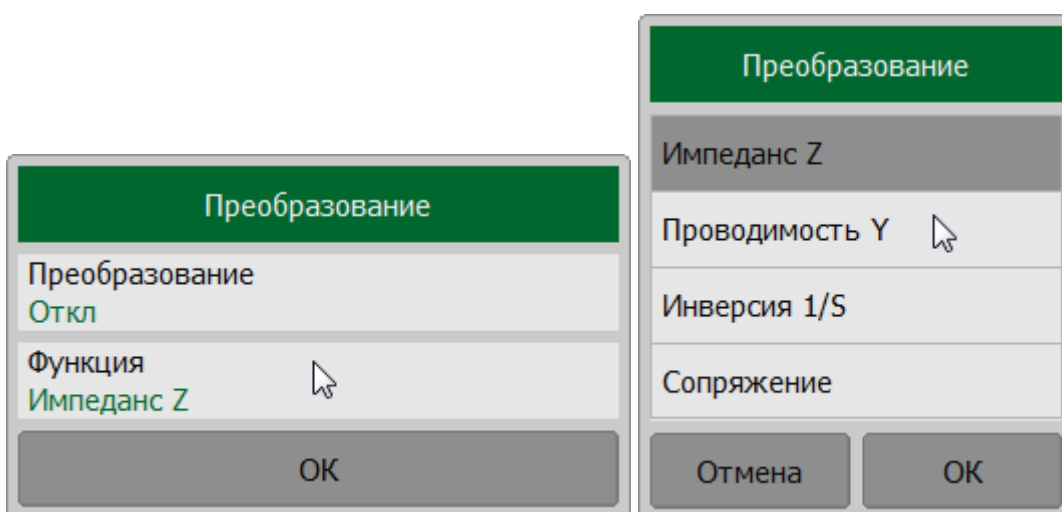 Преобразование
Преобразование
Откл
Функция
Импеданс Z
ОК
Преобразование
Импеданс Z
Проводимость Y
Инверсия 1/S
Сопряжение
Отмена
ОК